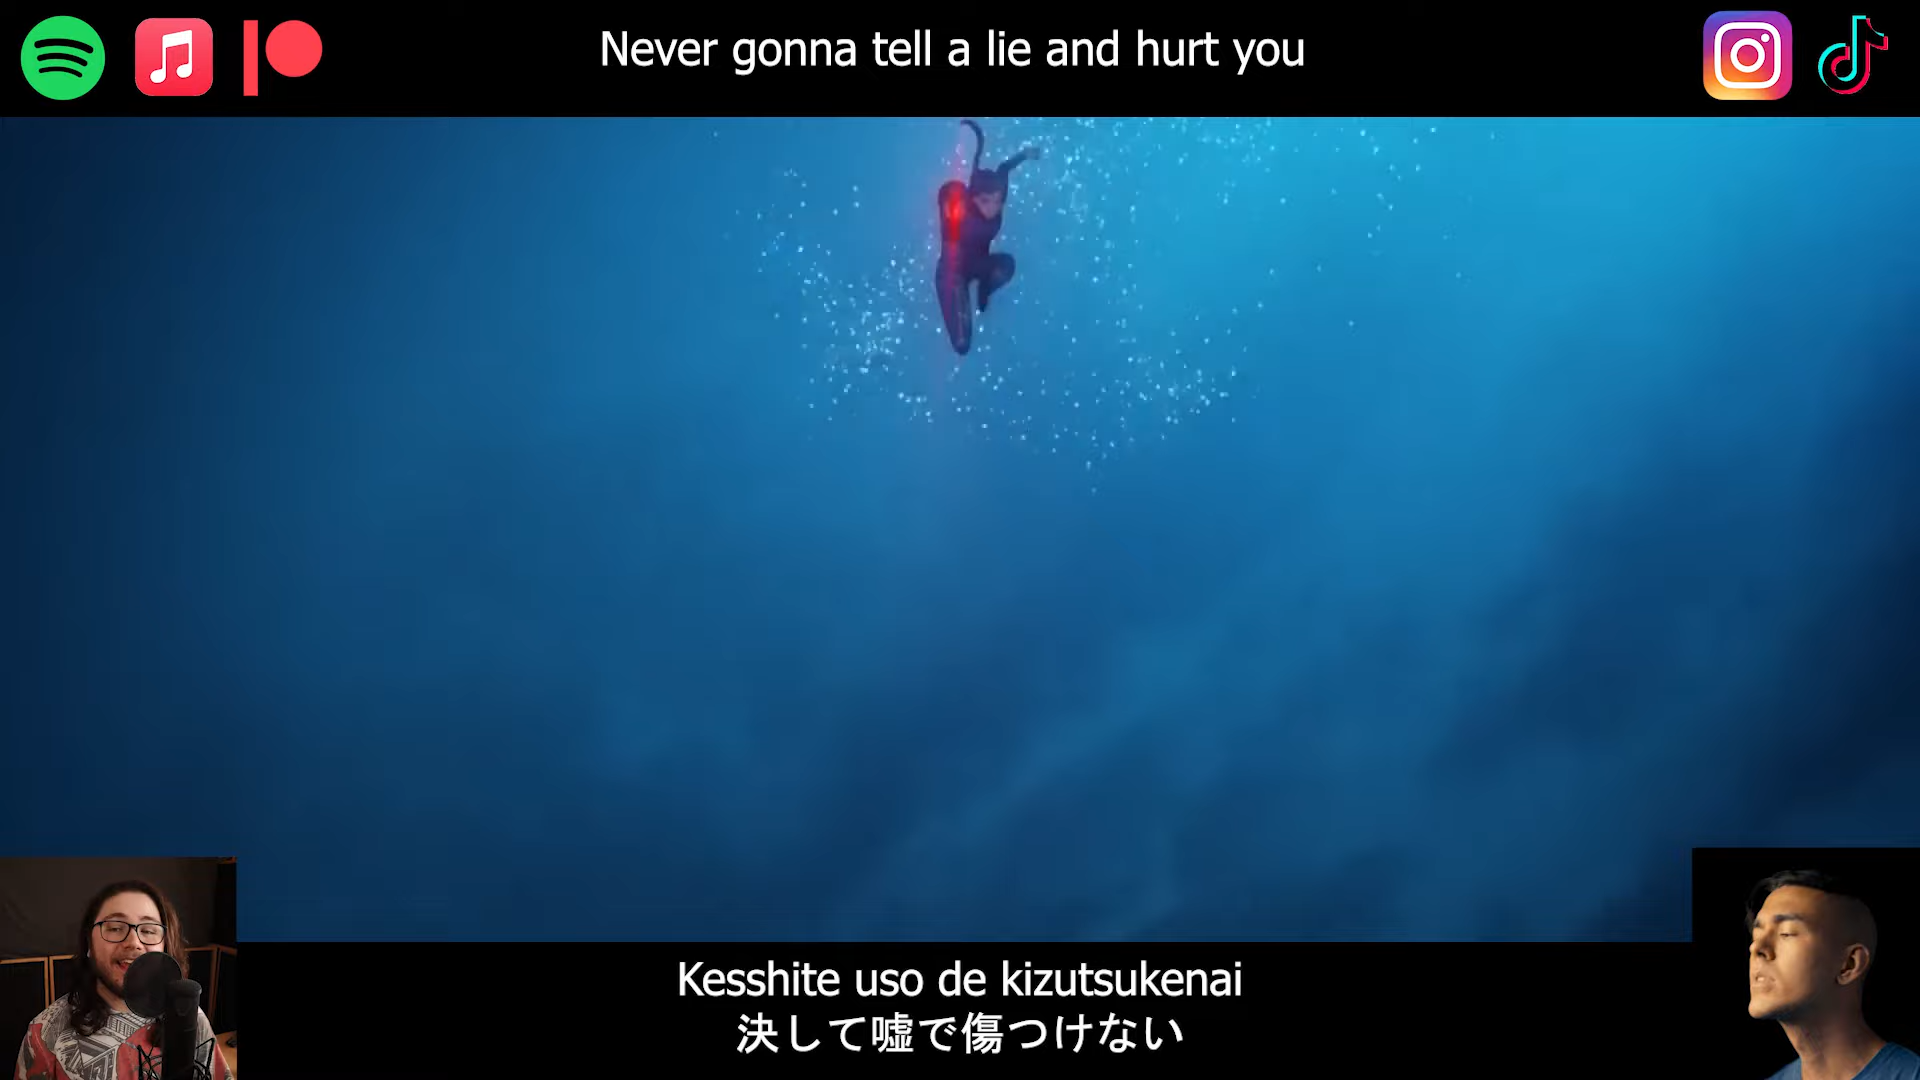 Never gonna tell a lie and hurt you
Kesshite uso de kizutsukenai
決して嘘で傷つけない